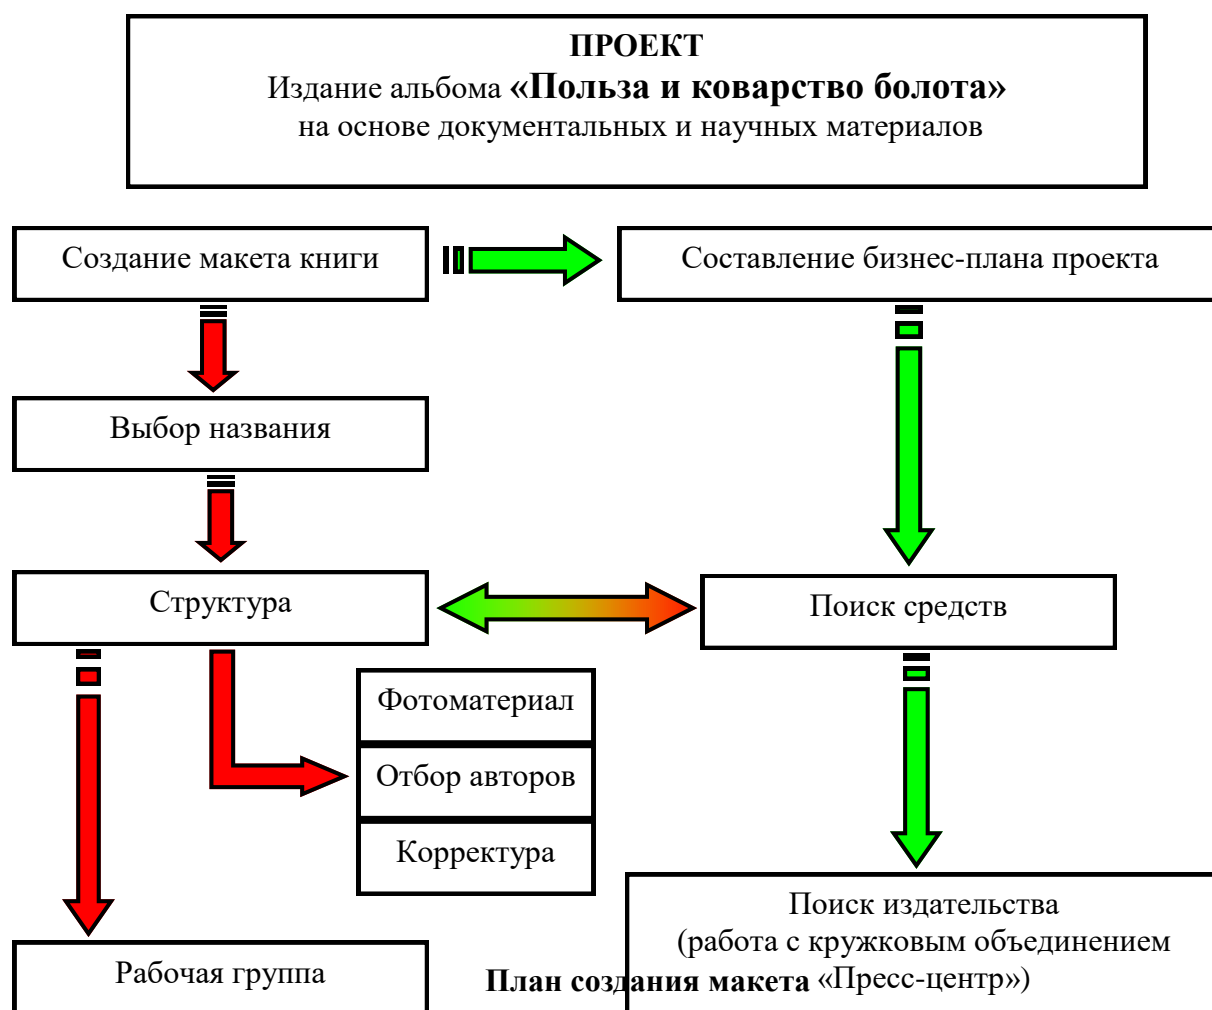 ПРОЕКТ
Издание альбома «Польза и коварство болота»
на основе документальных и научных материалов
Создание макета книги
Составление бизнес-плана проекта
Выбор названия
Структура
Поиск средств
Фотоматериал
Отбор авторов
Корректура
Рабочая группа
Поиск издательства
(работа с кружковым объединением
«Пресс-центр»)
План создания макета